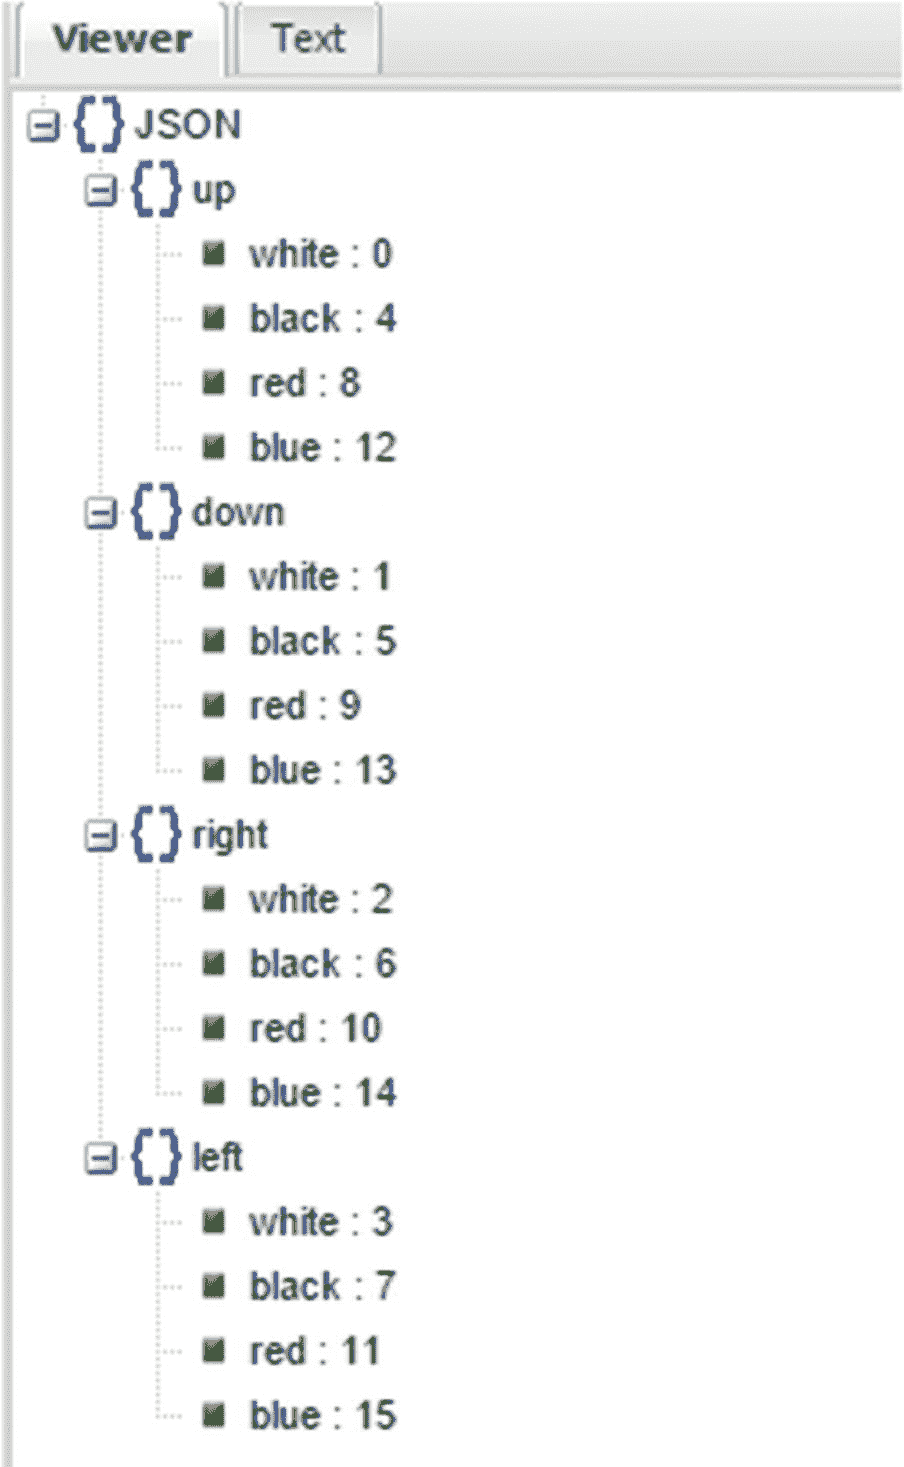 Viewer Text
JSON
up
white : 0
black : 4
red : 8
blue : 12
down
white : 1
black : 5
red : 9
blue : 13
right
white : 2
black : 6
red : 10
blue : 14
left
white : 3
black : 7
red : 11
blue : 15